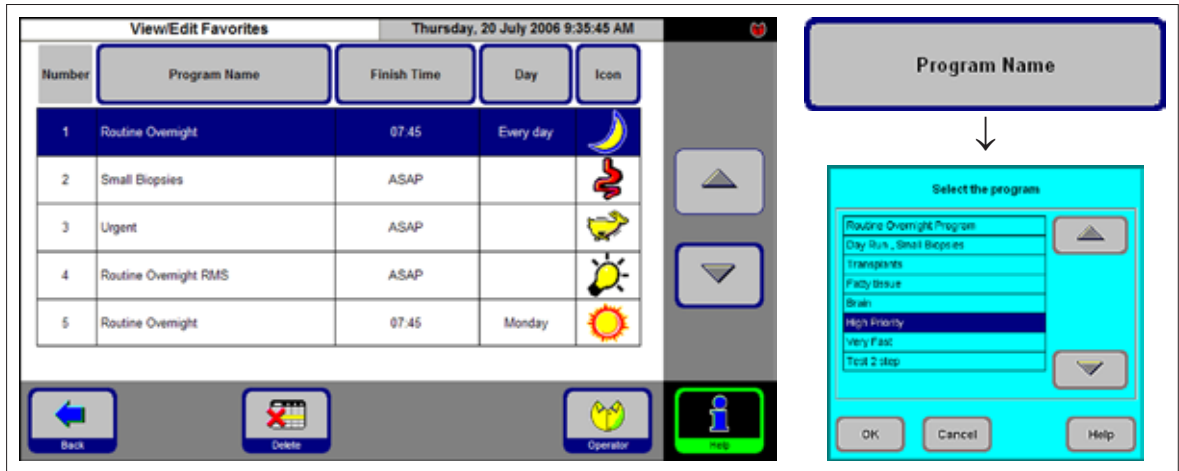 View/Edit Favorites Thursday, 20 July 2006 9:35:45 AM
Number Program Name Finish Time Day Icon
1 Routine Overnight 07:45 Every day
2 Small Biopsies ASAP
3 Urgent ASAP
4 Routine Overnight RMS ASAP
5 Routine Overnight 07:45 Monday
Back Delete Operator Help
Program Name
↓
Select the program
Routine Overnight Program
Day Run , Small Biopsies
Transplants
Fatty tissue
Brain
High Priority
Very Fast
Test 2 step
OK Cancel Help